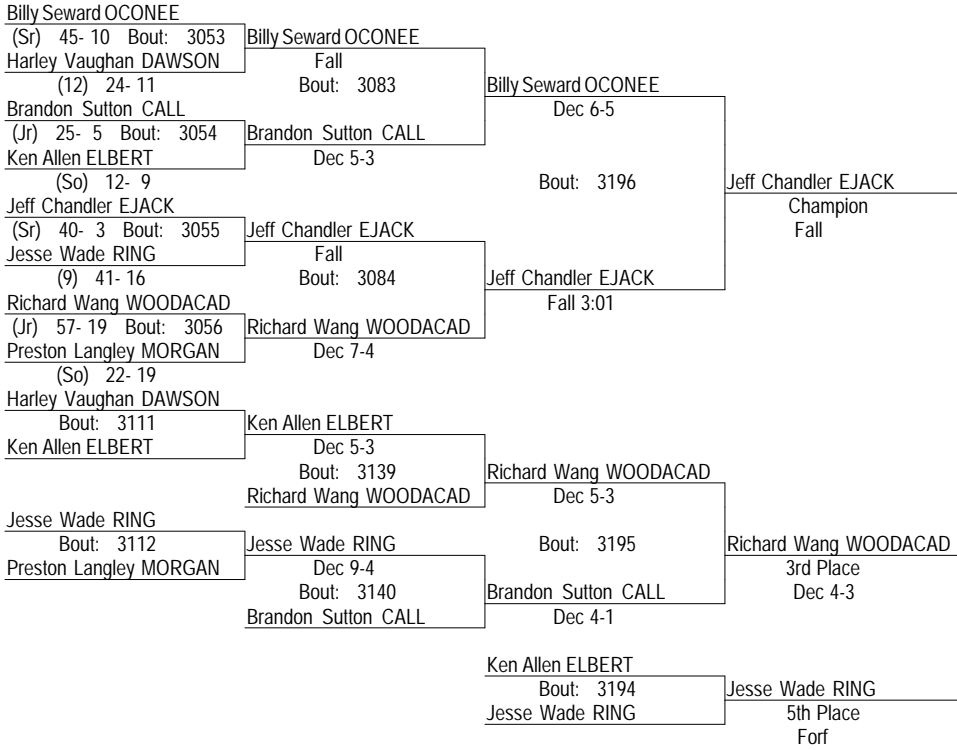 Billy Seward OCONEE
(Sr) 45- 10 Bout: 3053 Billy Seward OCONEE
Harley Vaughan DAWSON Fall
(12) 24- 11 Bout: 3083 Billy Seward OCONEE
Brandon Sutton CALL Dec 6-5
(Jr) 25- 5 Bout: 3054 Brandon Sutton CALL
Ken Allen ELBERT Dec 5-3
(So) 12- 9 Bout: 3196 Jeff Chandler EJACK
Jeff Chandler EJACK Champion
(Sr) 40- 3 Bout: 3055 Jeff Chandler EJACK Fall
Jesse Wade RING Fall
(9) 41- 16 Bout: 3084 Jeff Chandler EJACK
Richard Wang WOODACAD Fall 3:01
(Jr) 57- 19 Bout: 3056 Richard Wang WOODACAD
Preston Langley MORGAN Dec 7-4
(So) 22- 19
Harley Vaughan DAWSON
Bout: 3111 Ken Allen ELBERT
Ken Allen ELBERT Dec 5-3
Bout: 3139 Richard Wang WOODACAD
Richard Wang WOODACAD Dec 5-3
Jesse Wade RING
Bout: 3112 Jesse Wade RING Bout: 3195 Richard Wang WOODACAD
Preston Langley MORGAN Dec 9-4 3rd Place
Bout: 3140 Brandon Sutton CALL Dec 4-3
Brandon Sutton CALL Dec 4-1
Ken Allen ELBERT
Bout: 3194 Jesse Wade RING
Jesse Wade RING 5th Place
Forf